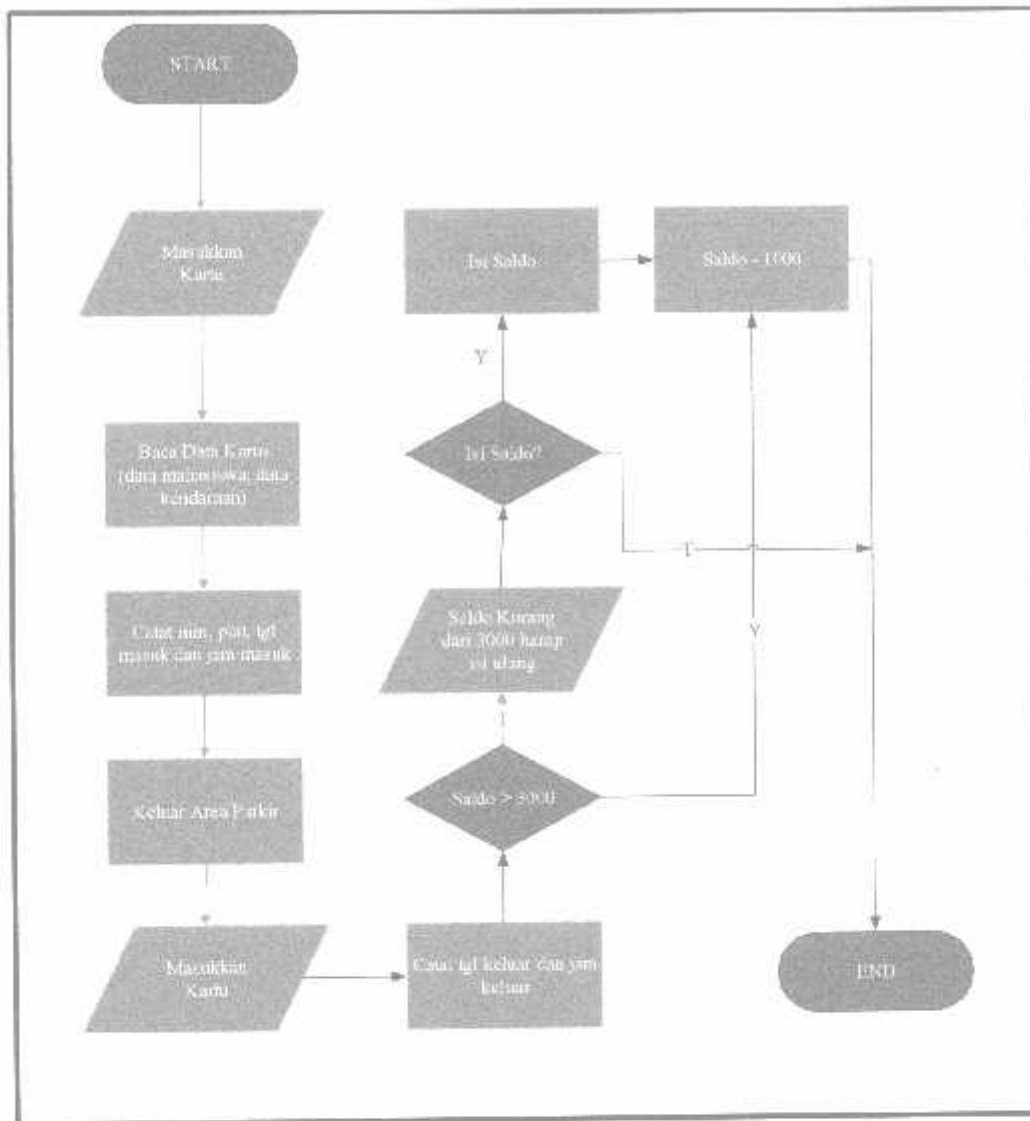 START
Masukkan
Kartu
Baca Data Kartu
(data mahasiswa, data
kendaraan)
Catat nim, plat, tgl
masuk dan jam masuk
Keluar Area Parkir
Masukkan
Kartu
Catat tgl keluar dan jam
keluar
Saldo >
T
Y
Saldo Kurang
dari harap
isi ulang
Isi Saldo?
Y
T
Isi Saldo
Saldo - 1000
END